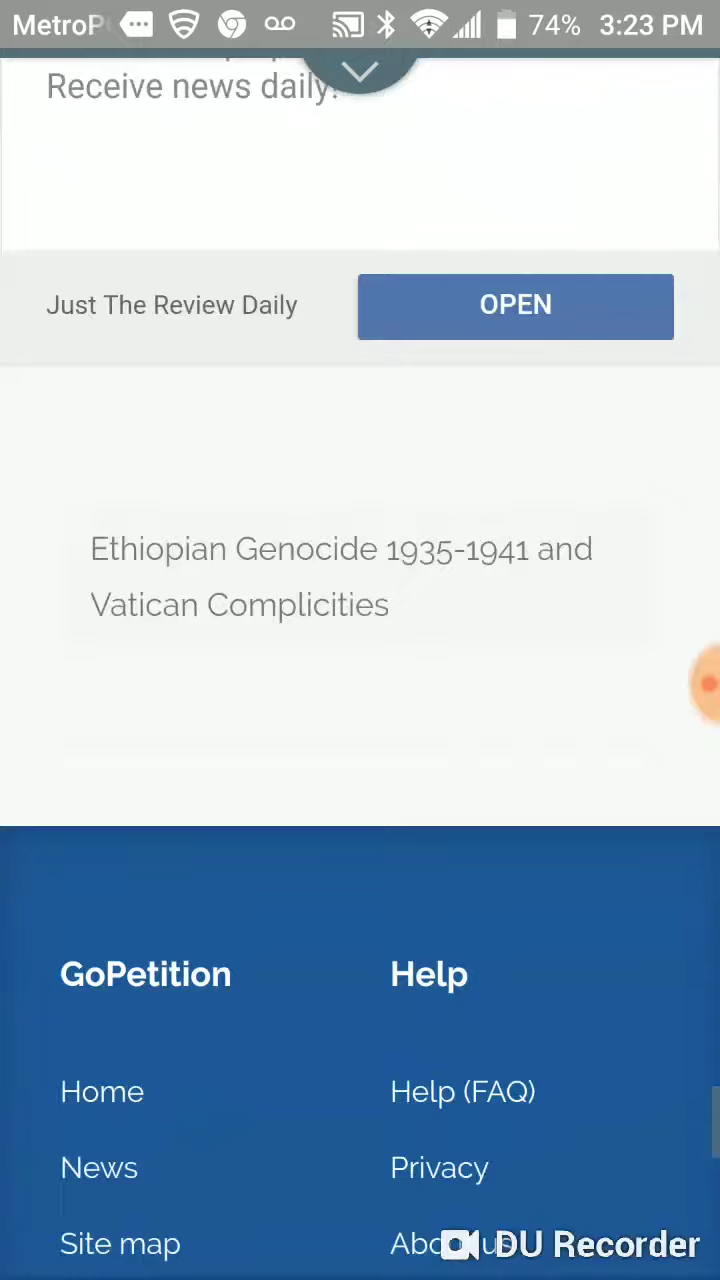 MetroP 74% 3:23 PM
Receive news daily!
Just The Review Daily OPEN
Ethiopian Genocide 1935-1941 and
Vatican Complicities
GoPetition Help
Home Help (FAQ)
News Privacy
Site map
DU Recorder